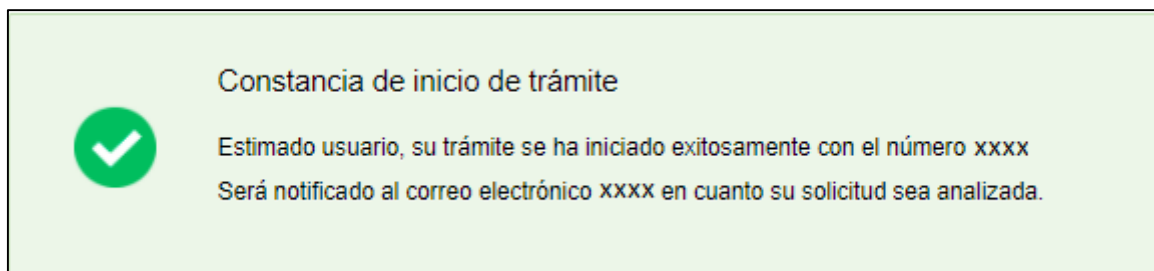 Constancia de inicio de trámite
Estimado usuario, su trámite se ha iniciado exitosamente con el número xxxx
Será notificado al correo electrónico xxxx en cuanto su solicitud sea analizada.